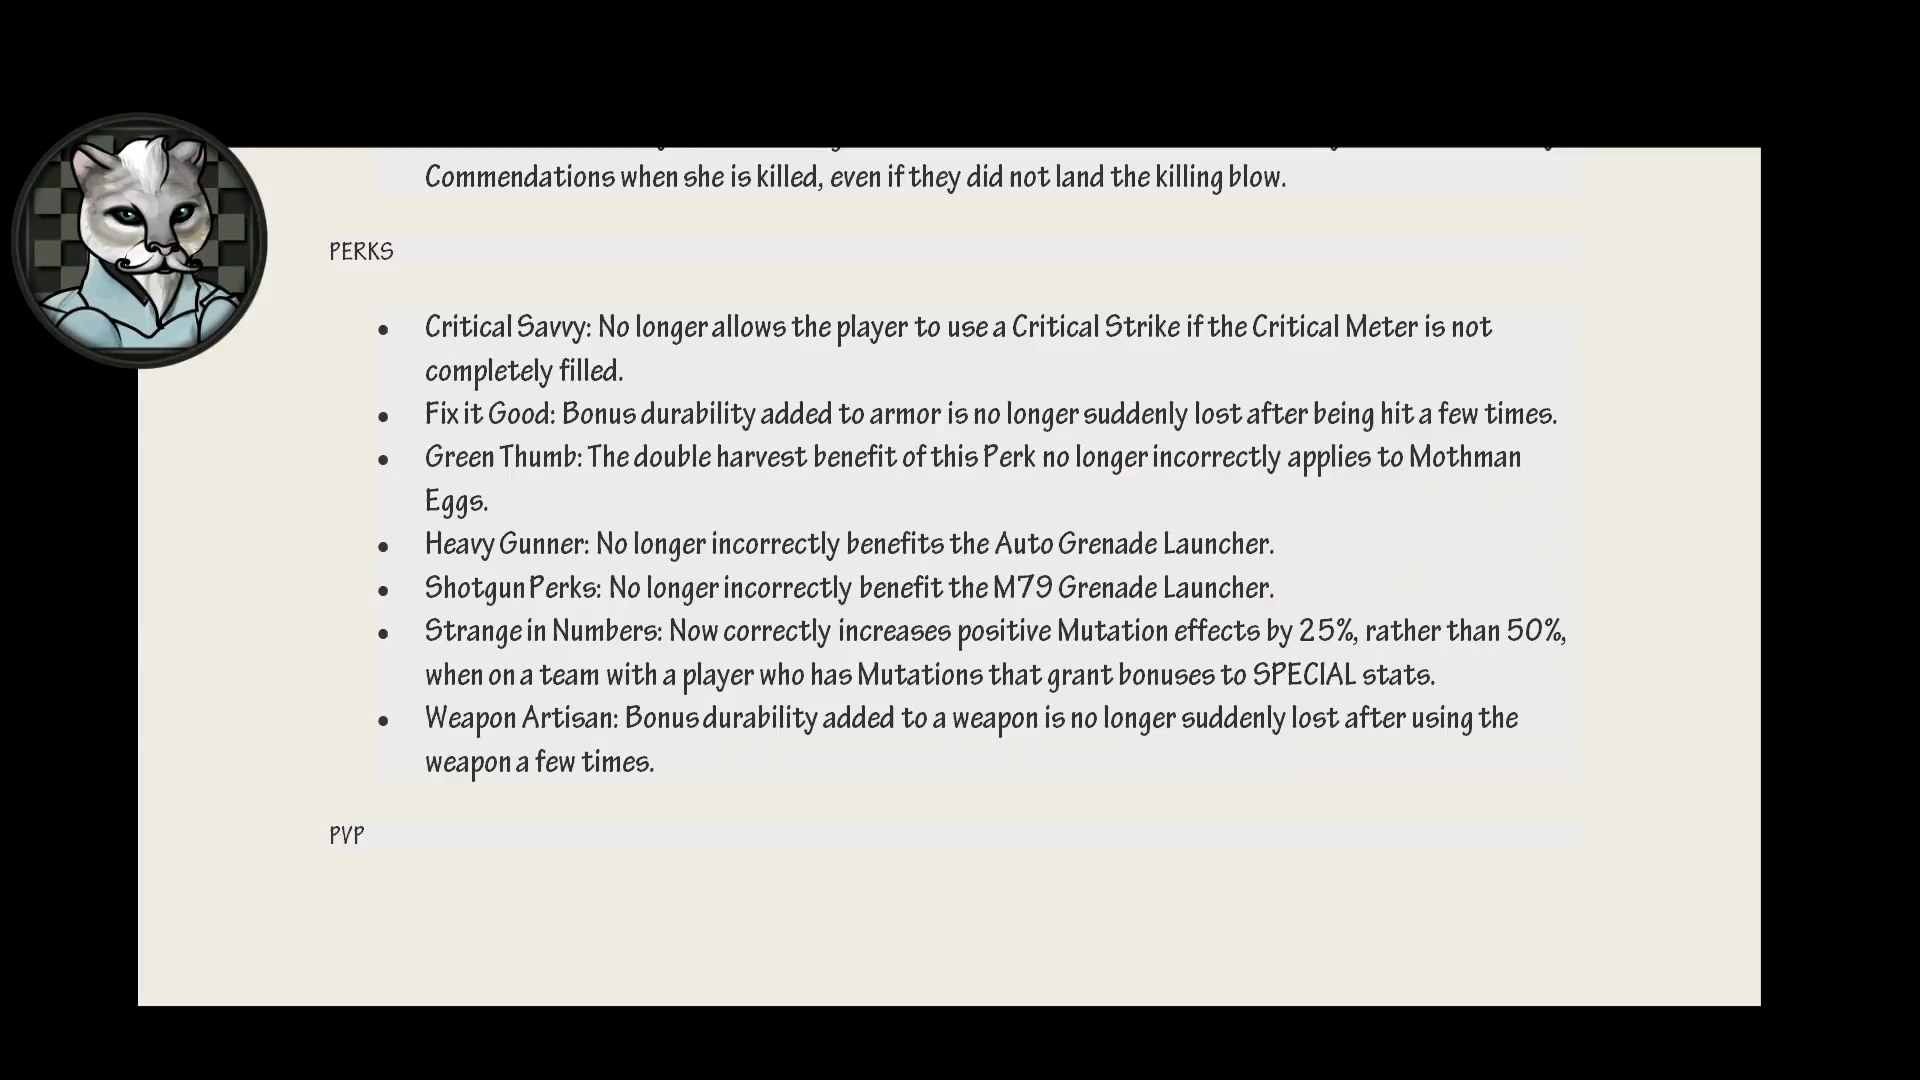 Commendations when she is killed, even if they did not land the killing blow.
PERKS
• Critical Savvy: No longer allows the player to use a Critical Strike if the Critical Meter is not
completely filled.
• Fix it Good: Bonus durability added to armor is no longer suddenly lost after being hit a few times.
• Green Thumb: The double harvest benefit of this Perk no longer incorrectly applies to Mothman
Eggs.
• Heavy Gunner: No longer incorrectly benefits the Auto Grenade Launcher.
• Shotgun Perks: No longer incorrectly benefit the M79 Grenade Launcher.
• Strange in Numbers: Now correctly increases positive Mutation effects by 25%, rather than 50%,
when on a team with a player who has Mutations that grant bonuses to SPECIAL stats.
• Weapon Artisan: Bonus durability added to a weapon is no longer suddenly lost after using the
weapon a few times.
PVP